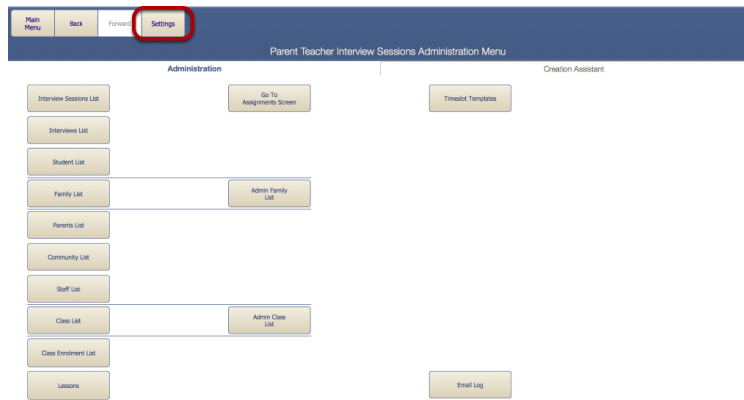 Main
Menu
Back
Forward
Settings
Parent Teacher Interview Sessions Administration Menu
Administration
Creation Assistant
Interview Sessions List
Go To
Assignments Screen
Timeslot Templates
Interviews List
Student List
Family List
Admin Family
List
Parents List
Community List
Staff List
Class List
Admin Class
List
Class Enrolment List
Lessons
Email Log